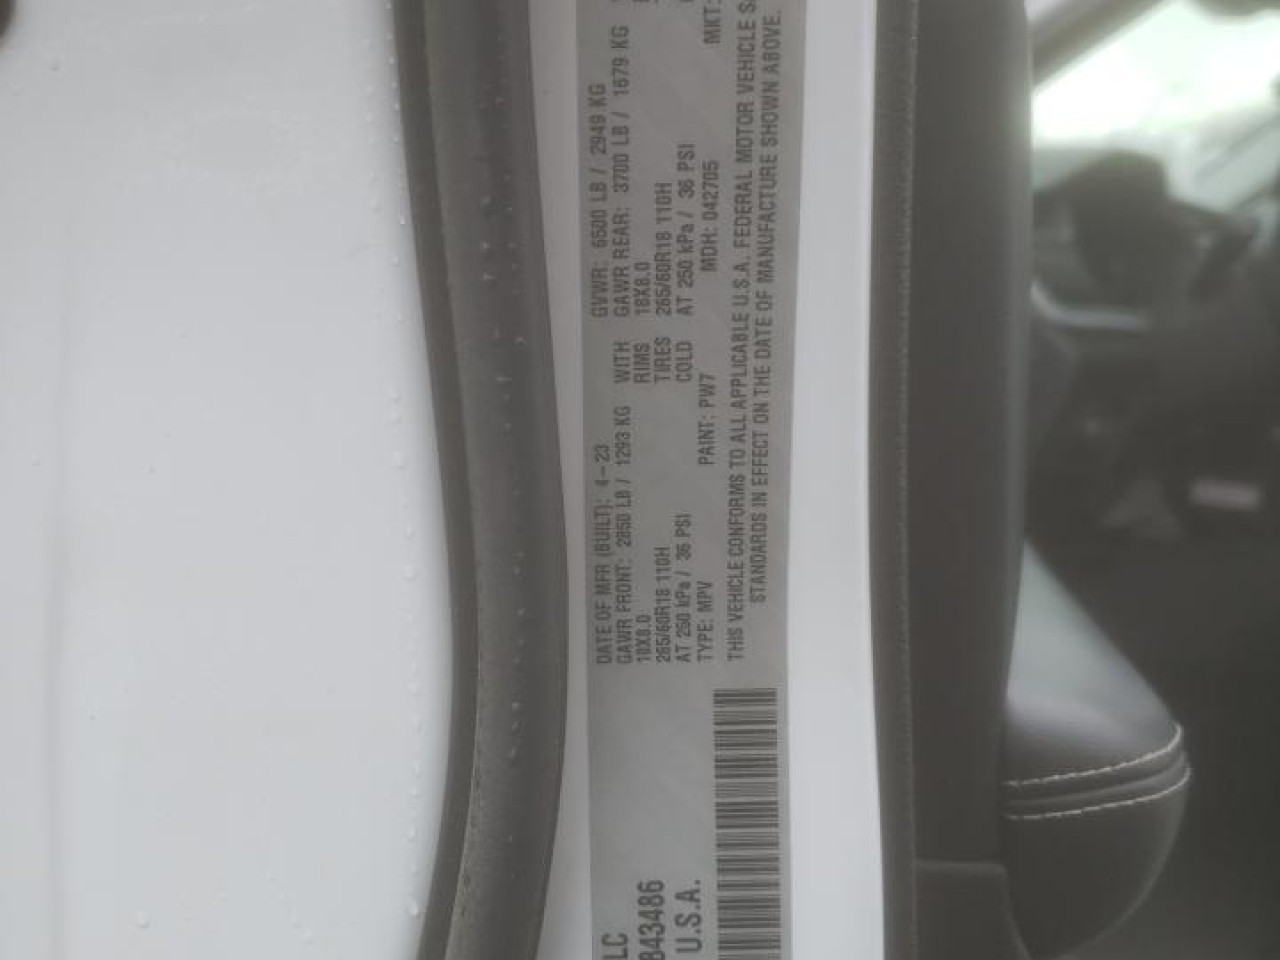 LC
843486
U.S.A.
DATE OF MFR (BUILT): 4-23 GVWR: 6500 LB / 2949 KG
GAWR FRONT: 2850 LB / 1293 KG WITH GAWR REAR: 3700 LB / 1679 KG
18X8.0 RIMS 18X8.0
265/60R18 110H TIRES 265/60R18 110H
AT 250 kPa / 36 PSI COLD AT 250 kPa / 36 PSI
TYPE: MPV PAINT: PW7 MDH: 042705 MKT:
THIS VEHICLE CONFORMS TO ALL APPLICABLE U.S.A. FEDERAL MOTOR VEHICLE
STANDARDS IN EFFECT ON THE DATE OF MANUFACTURE SHOWN ABOVE.